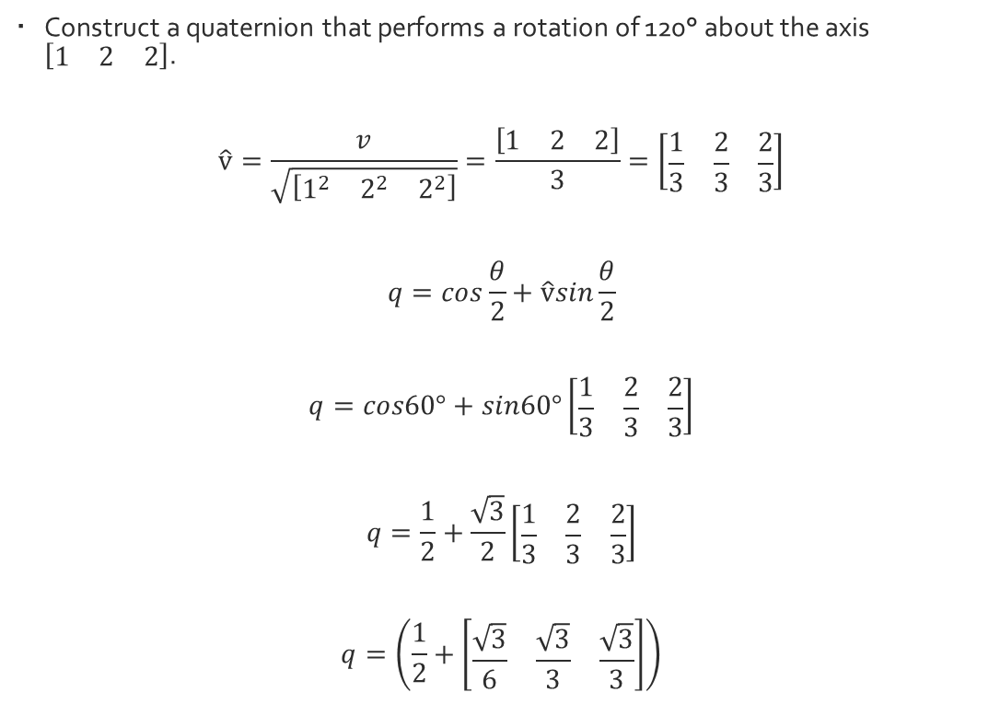 ▪ Construct a quaternion that performs a rotation of 120° about the axis
[1 2 2].
v̂ = v / √[1² 2² 2²] = [1 2 2] / 3 = [1/3 2/3 2/3]
q = cos θ/2 + v̂ sin θ/2
q = cos60° + sin60° [1/3 2/3 2/3]
q = 1/2 + √3/2 [1/3 2/3 2/3]
q = (1/2 + [√3/6 √3/3 √3/3])